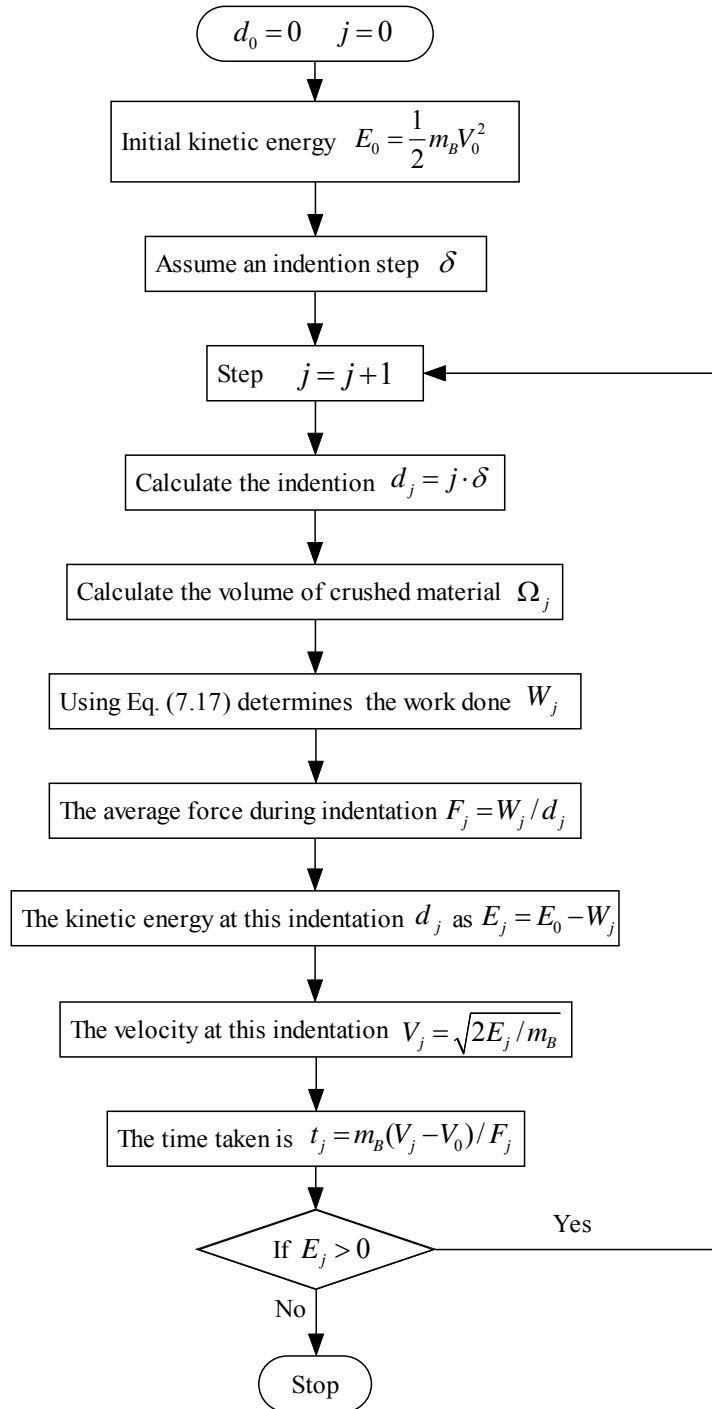 d_0=0   j=0
Initial kinetic energy E_0 = \frac{1}{2} m_B V_0^2
Assume an indention step δ
Step j = j+1
Calculate the indention d_j = j·δ
Calculate the volume of crushed material Ω_j
Using Eq. (7.17) determines the work done W_j
The average force during indentation F_j = W_j / d_j
The kinetic energy at this indentation d_j as E_j = E_0 − W_j
The velocity at this indentation V_j = \sqrt{2E_j / m_B}
The time taken is t_j = m_B(V_j − V_0) / F_j
If E_j > 0
Yes
No
Stop